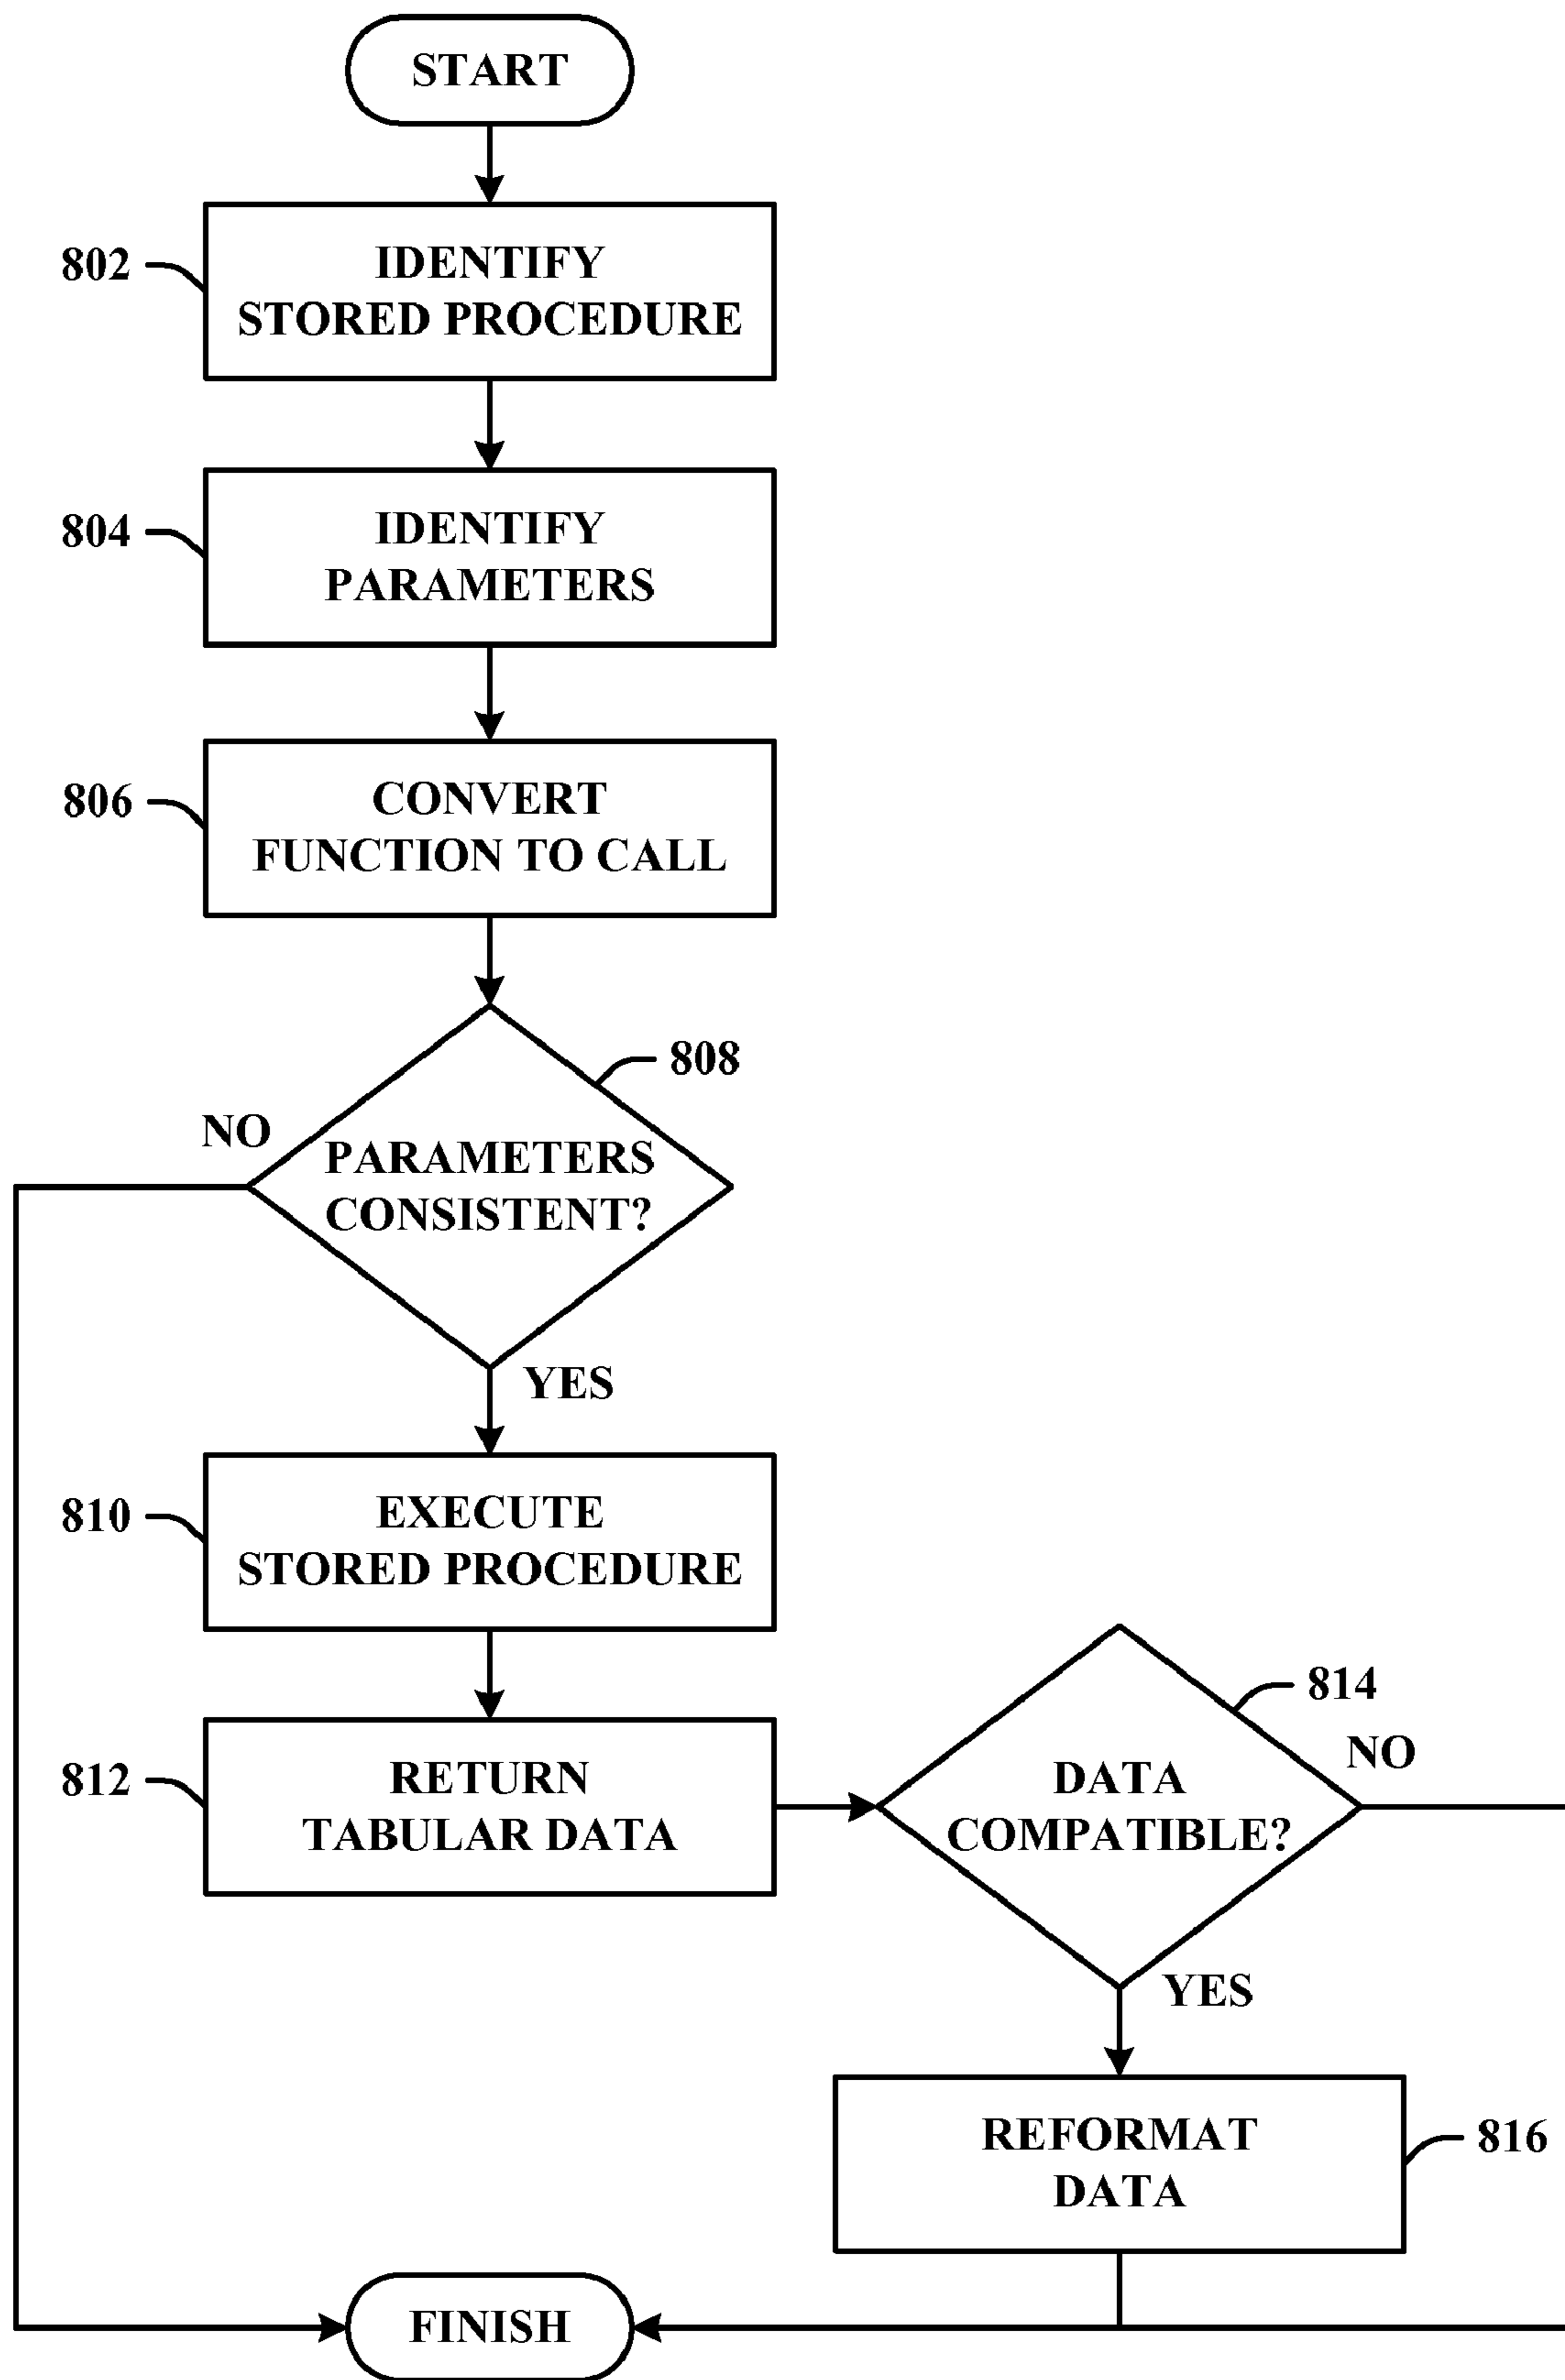 START
802
IDENTIFY
STORED PROCEDURE
804
IDENTIFY
PARAMETERS
806
CONVERT
FUNCTION TO CALL
808
NO
PARAMETERS
CONSISTENT?
YES
810
EXECUTE
STORED PROCEDURE
812
RETURN
TABULAR DATA
814
NO
DATA
COMPATIBLE?
YES
REFORMAT
DATA
816
FINISH